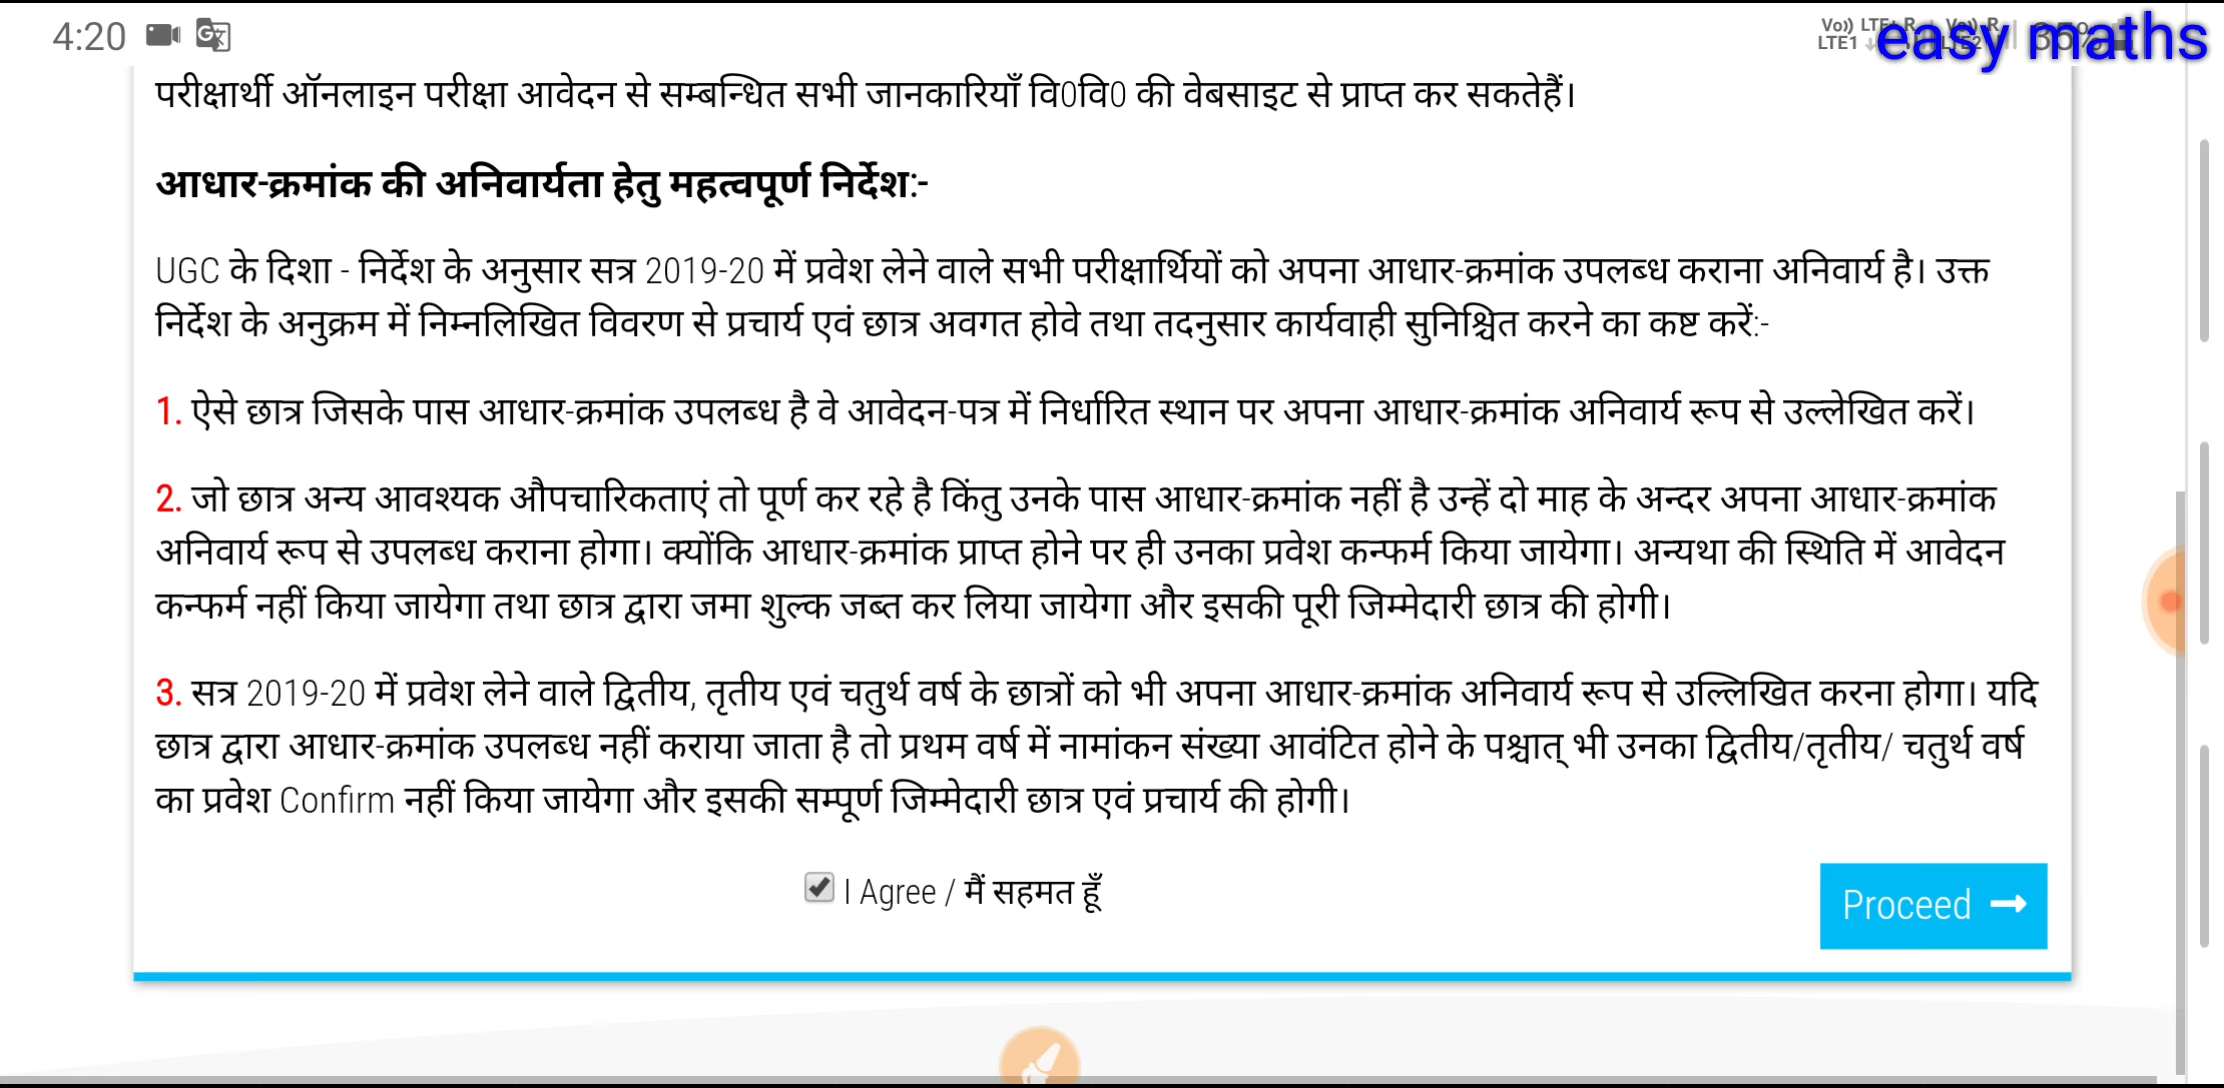 4:20
Vo)) LTE1
easy maths
परीक्षार्थी ऑनलाइन परीक्षा आवेदन से सम्बन्धित सभी जानकारियाँ वि0वि0 की वेबसाइट से प्राप्त कर सकतेहैं।
आधार-क्रमांक की अनिवार्यता हेतु महत्वपूर्ण निर्देश:-
UGC के दिशा - निर्देश के अनुसार सत्र 2019-20 में प्रवेश लेने वाले सभी परीक्षार्थियों को अपना आधार-क्रमांक उपलब्ध कराना अनिवार्य है। उक्त
निर्देश के अनुक्रम में निम्नलिखित विवरण से प्रचार्य एवं छात्र अवगत होवे तथा तदनुसार कार्यवाही सुनिश्चित करने का कष्ट करें:-
1. ऐसे छात्र जिसके पास आधार-क्रमांक उपलब्ध है वे आवेदन-पत्र में निर्धारित स्थान पर अपना आधार-क्रमांक अनिवार्य रूप से उल्लेखित करें।
2. जो छात्र अन्य आवश्यक औपचारिकताएं तो पूर्ण कर रहे है किंतु उनके पास आधार-क्रमांक नहीं है उन्हें दो माह के अन्दर अपना आधार-क्रमांक
अनिवार्य रूप से उपलब्ध कराना होगा। क्योंकि आधार-क्रमांक प्राप्त होने पर ही उनका प्रवेश कन्फर्म किया जायेगा। अन्यथा की स्थिति में आवेदन
कन्फर्म नहीं किया जायेगा तथा छात्र द्वारा जमा शुल्क जब्त कर लिया जायेगा और इसकी पूरी जिम्मेदारी छात्र की होगी।
3. सत्र 2019-20 में प्रवेश लेने वाले द्वितीय, तृतीय एवं चतुर्थ वर्ष के छात्रों को भी अपना आधार-क्रमांक अनिवार्य रूप से उल्लिखित करना होगा। यदि
छात्र द्वारा आधार-क्रमांक उपलब्ध नहीं कराया जाता है तो प्रथम वर्ष में नामांकन संख्या आवंटित होने के पश्चात् भी उनका द्वितीय/तृतीय/ चतुर्थ वर्ष
का प्रवेश Confirm नहीं किया जायेगा और इसकी सम्पूर्ण जिम्मेदारी छात्र एवं प्रचार्य की होगी।
I Agree / मैं सहमत हूँ
Proceed